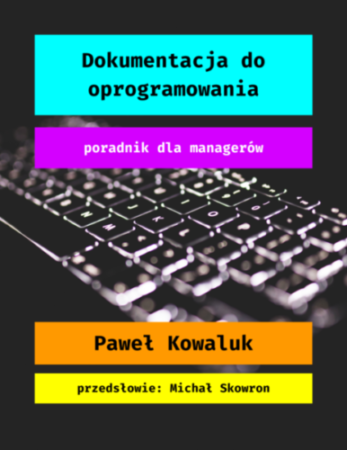 Dokumentacja do
oprogramowania
poradnik dla managerów
Paweł Kowaluk
przedsłowie: Michał Skowron